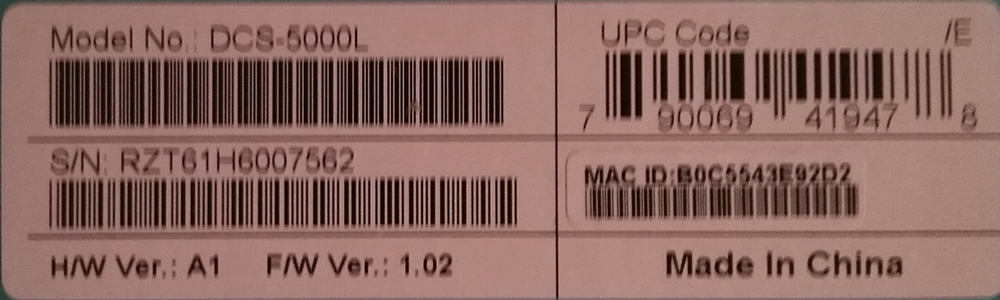 Model No.: DCS-5000L
UPC Code /E
7 90069 41947 8
S/N: RZT61H6007562
MAC ID:B0C5543E92D2
H/W Ver.: A1 F/W Ver.: 1.02
Made In China